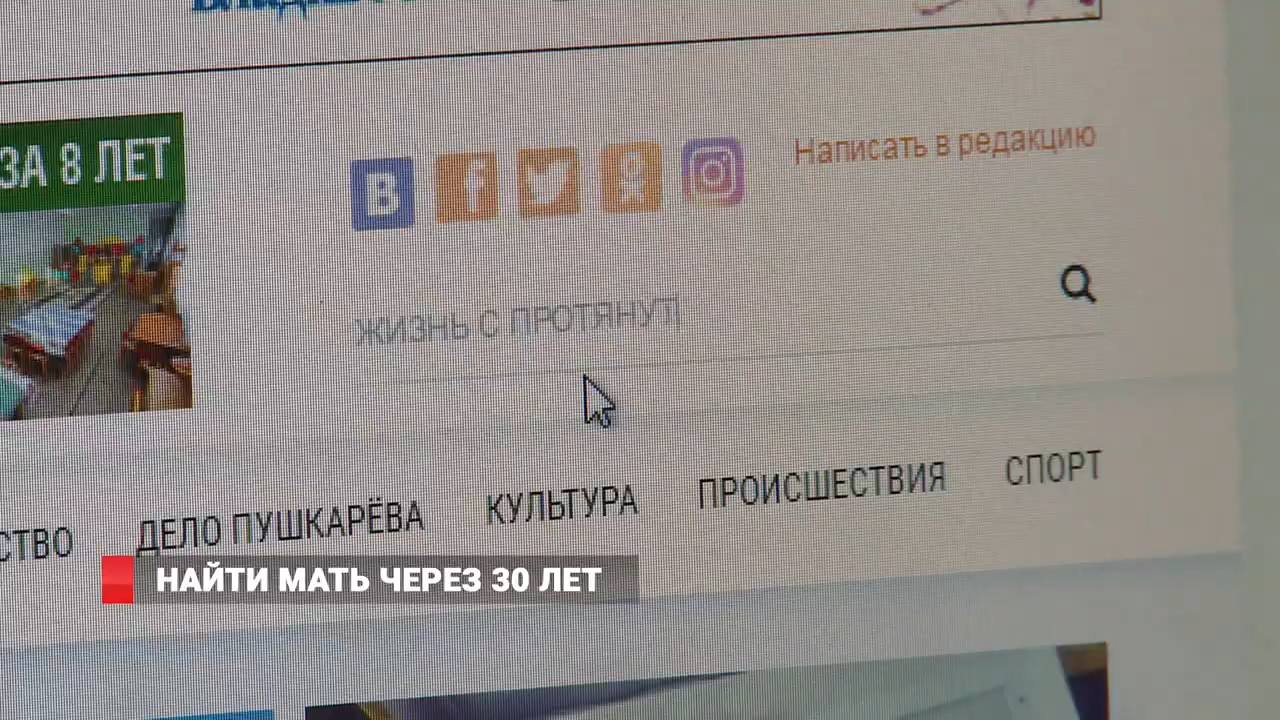 ЗА 8 ЛЕТ
Написать в редакцию
ЖИЗНЬ С ПРОТЯНУТ
СТВО ДЕЛО ПУШКАРЁВА КУЛЬТУРА ПРОИСШЕСТВИЯ СПОРТ
НАЙТИ МАТЬ ЧЕРЕЗ 30 ЛЕТ